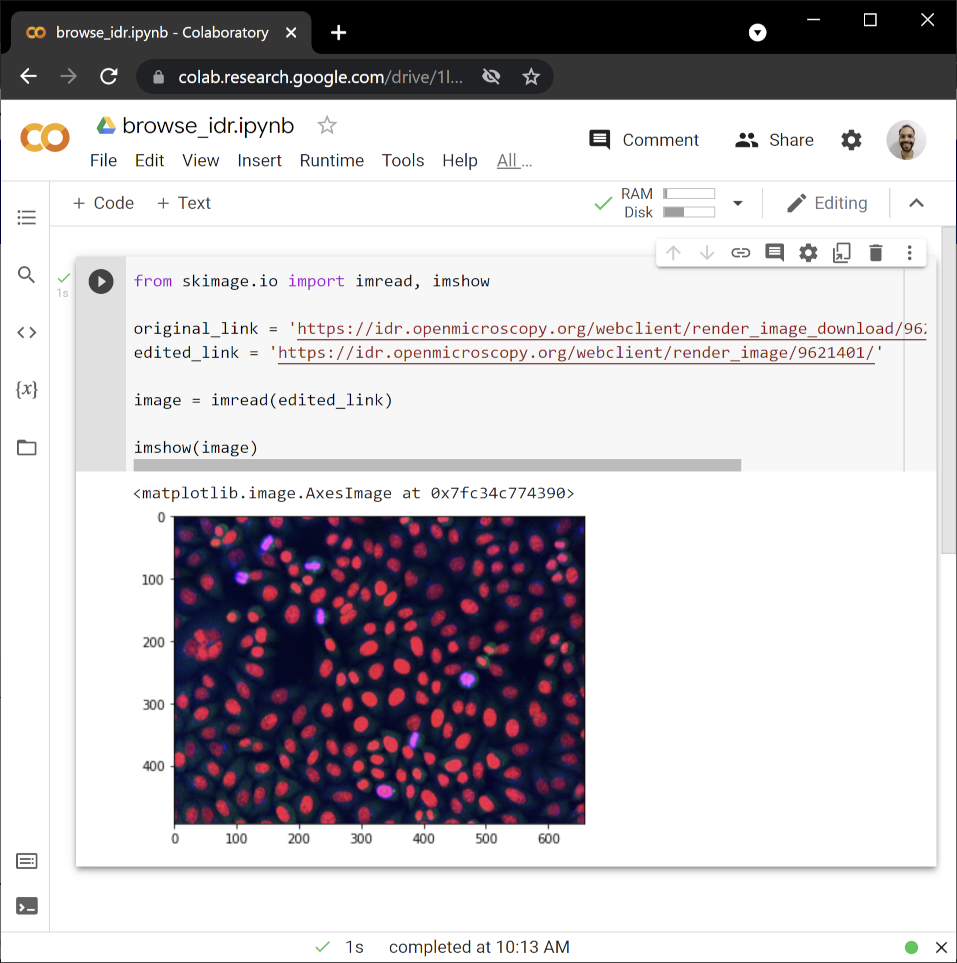 browse_idr.ipynb - Colaboratory
colab.research.google.com/drive/1l...
browse_idr.ipynb
Comment
Share
File Edit View Insert Runtime Tools Help All ...
+ Code + Text
RAM
Disk
Editing
1s
from skimage.io import imread, imshow
original_link = 'https://idr.openmicroscopy.org/webclient/render_image_download/962
edited_link = 'https://idr.openmicroscopy.org/webclient/render_image/9621401/'
image = imread(edited_link)
imshow(image)
<matplotlib.image.AxesImage at 0x7fc34c774390>
0
100
200
300
400
0 100 200 300 400 500 600
1s completed at 10:13 AM